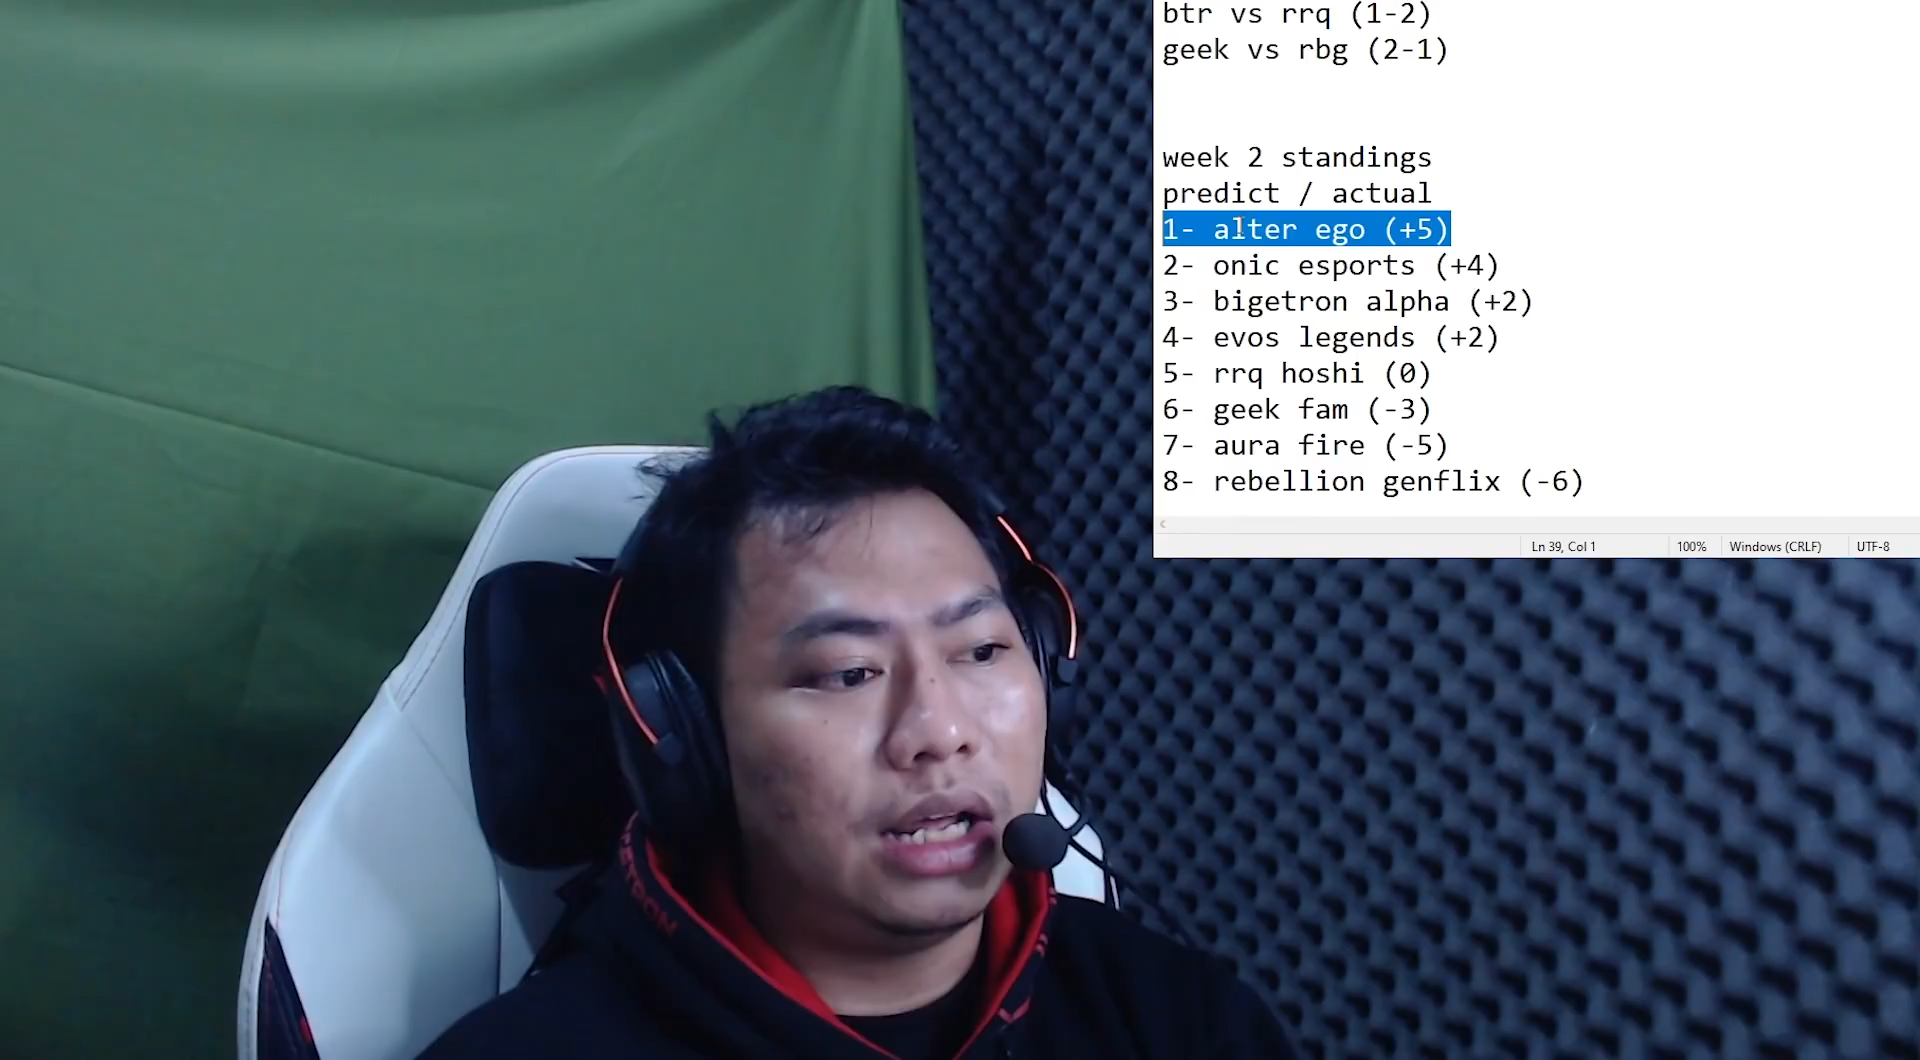 btr vs rrq (1-2)
geek vs rbg (2-1)
week 2 standings
predict / actual
1- alter ego (+5)
2- onic esports (+4)
3- bigetron alpha (+2)
4- evos legends (+2)
5- rrq hoshi (0)
6- geek fam (-3)
7- aura fire (-5)
8- rebellion genflix (-6)
Ln 39, Col 1
100%
Windows (CRLF)
UTF-8